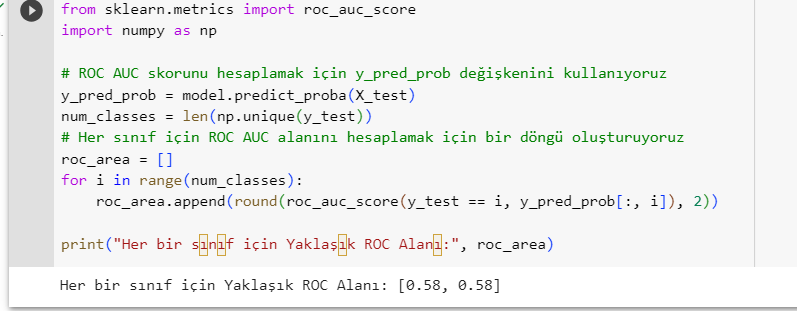 from sklearn.metrics import roc_auc_score
import numpy as np
# ROC AUC skorunu hesaplamak için y_pred_prob değişkenini kullanıyoruz
y_pred_prob = model.predict_proba(X_test)
num_classes = len(np.unique(y_test))
# Her sınıf için ROC AUC alanını hesaplamak için bir döngü oluşturuyoruz
roc_area = []
for i in range(num_classes):
    roc_area.append(round(roc_auc_score(y_test == i, y_pred_prob[:, i]), 2))
print("Her bir sınıf için Yaklaşık ROC Alanı:", roc_area)
Her bir sınıf için Yaklaşık ROC Alanı: [0.58, 0.58]